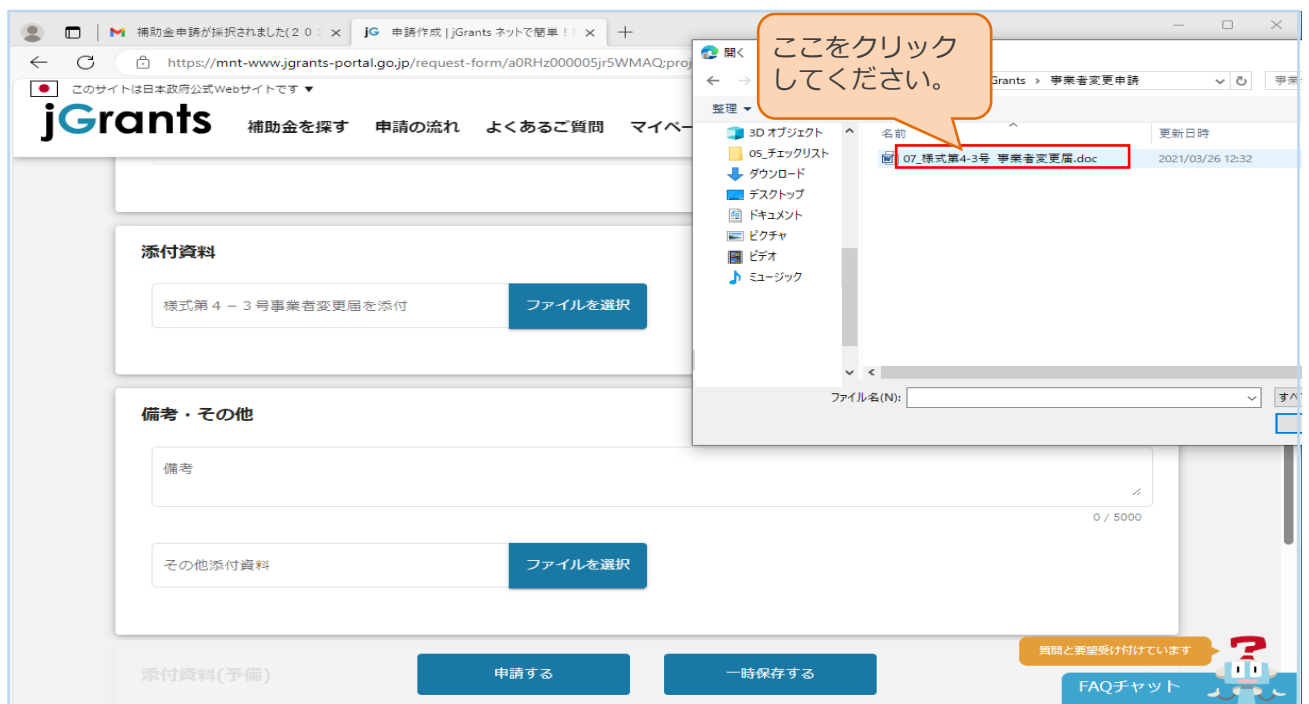 補助金申請が採択されました(２０
jG 申請作成 | jGrants ネットで簡単！
https://mnt-www.jgrants-portal.go.jp/request-form/a0RHz000005jr5WMAQ;proj
このサイトは日本政府公式Webサイトです ▼
jGrants
補助金を探す 申請の流れ よくあるご質問 マイペー
添付資料
様式第４－３号事業者変更届を添付
ファイルを選択
備考・その他
備考
0 / 5000
その他添付資料
ファイルを選択
添付資料(予備)
申請する
一時保存する
開く
ここをクリック
してください。
Grants › 事業者変更申請
整理 ▼
3D オブジェクト
05_チェックリスト
ダウンロード
デスクトップ
ドキュメント
ピクチャ
ビデオ
ミュージック
名前
更新日時
07_様式第4-3号 事業者変更届.doc
2021/03/26 12:32
ファイル名(N):
質問と要望受け付けています
FAQチャット